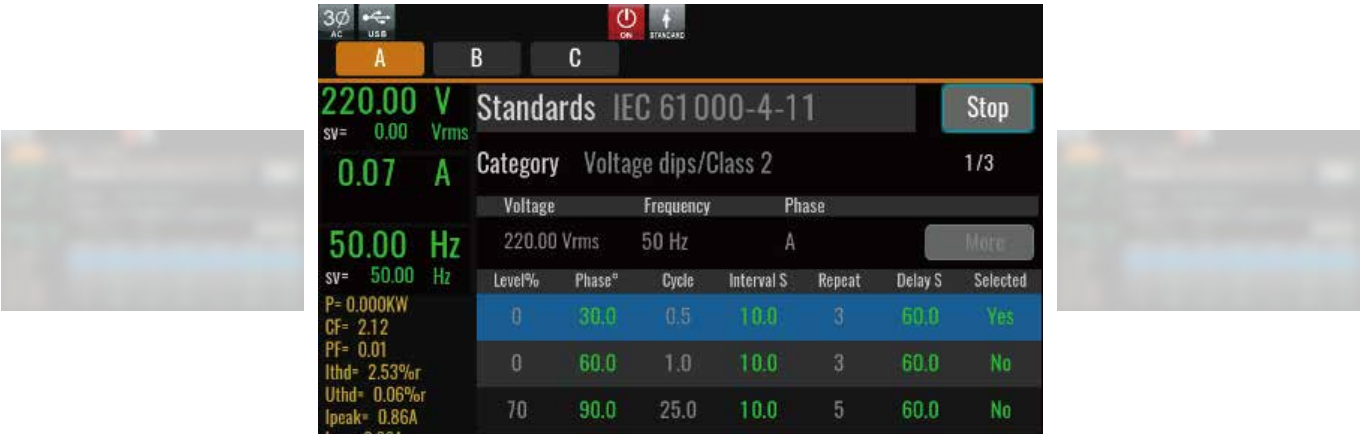 3Ø
AC
USB
ON
STANDARD
A B C
220.00 V
sv= 0.00 Vrms
0.07 A
50.00 Hz
sv= 50.00 Hz
P= 0.000KW
CF= 2.12
PF= 0.01
Ithd= 2.53%r
Uthd= 0.06%r
Ipeak= 0.86A
Standards IEC 61000-4-11 Stop
Category Voltage dips/Class 2 1/3
Voltage Frequency Phase
220.00 Vrms 50 Hz A More
Level% Phase° Cycle Interval S Repeat Delay S Selected
0 30.0 0.5 10.0 3 60.0 Yes
0 60.0 1.0 10.0 3 60.0 No
70 90.0 25.0 10.0 5 60.0 No